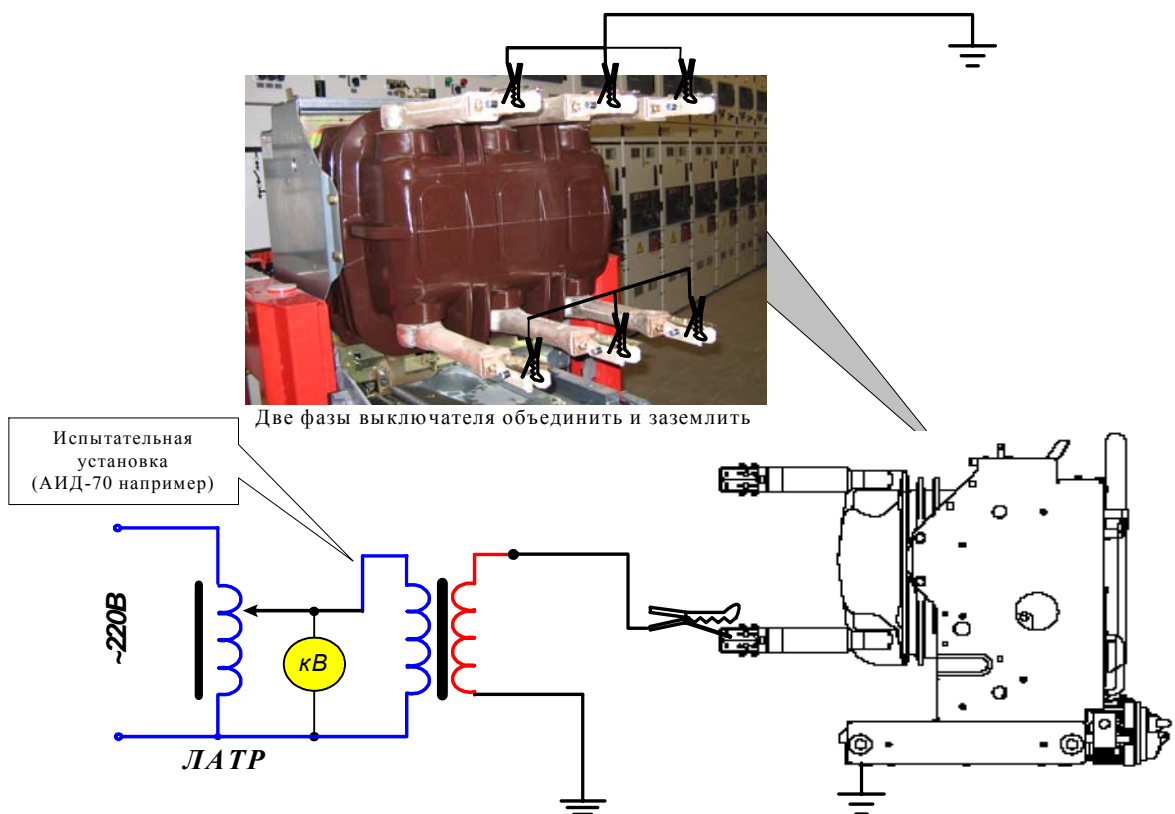 Две фазы выключателя объединить и заземлить
Испытательная
установка
(АИД-70 например)
~220В
кВ
ЛАТР